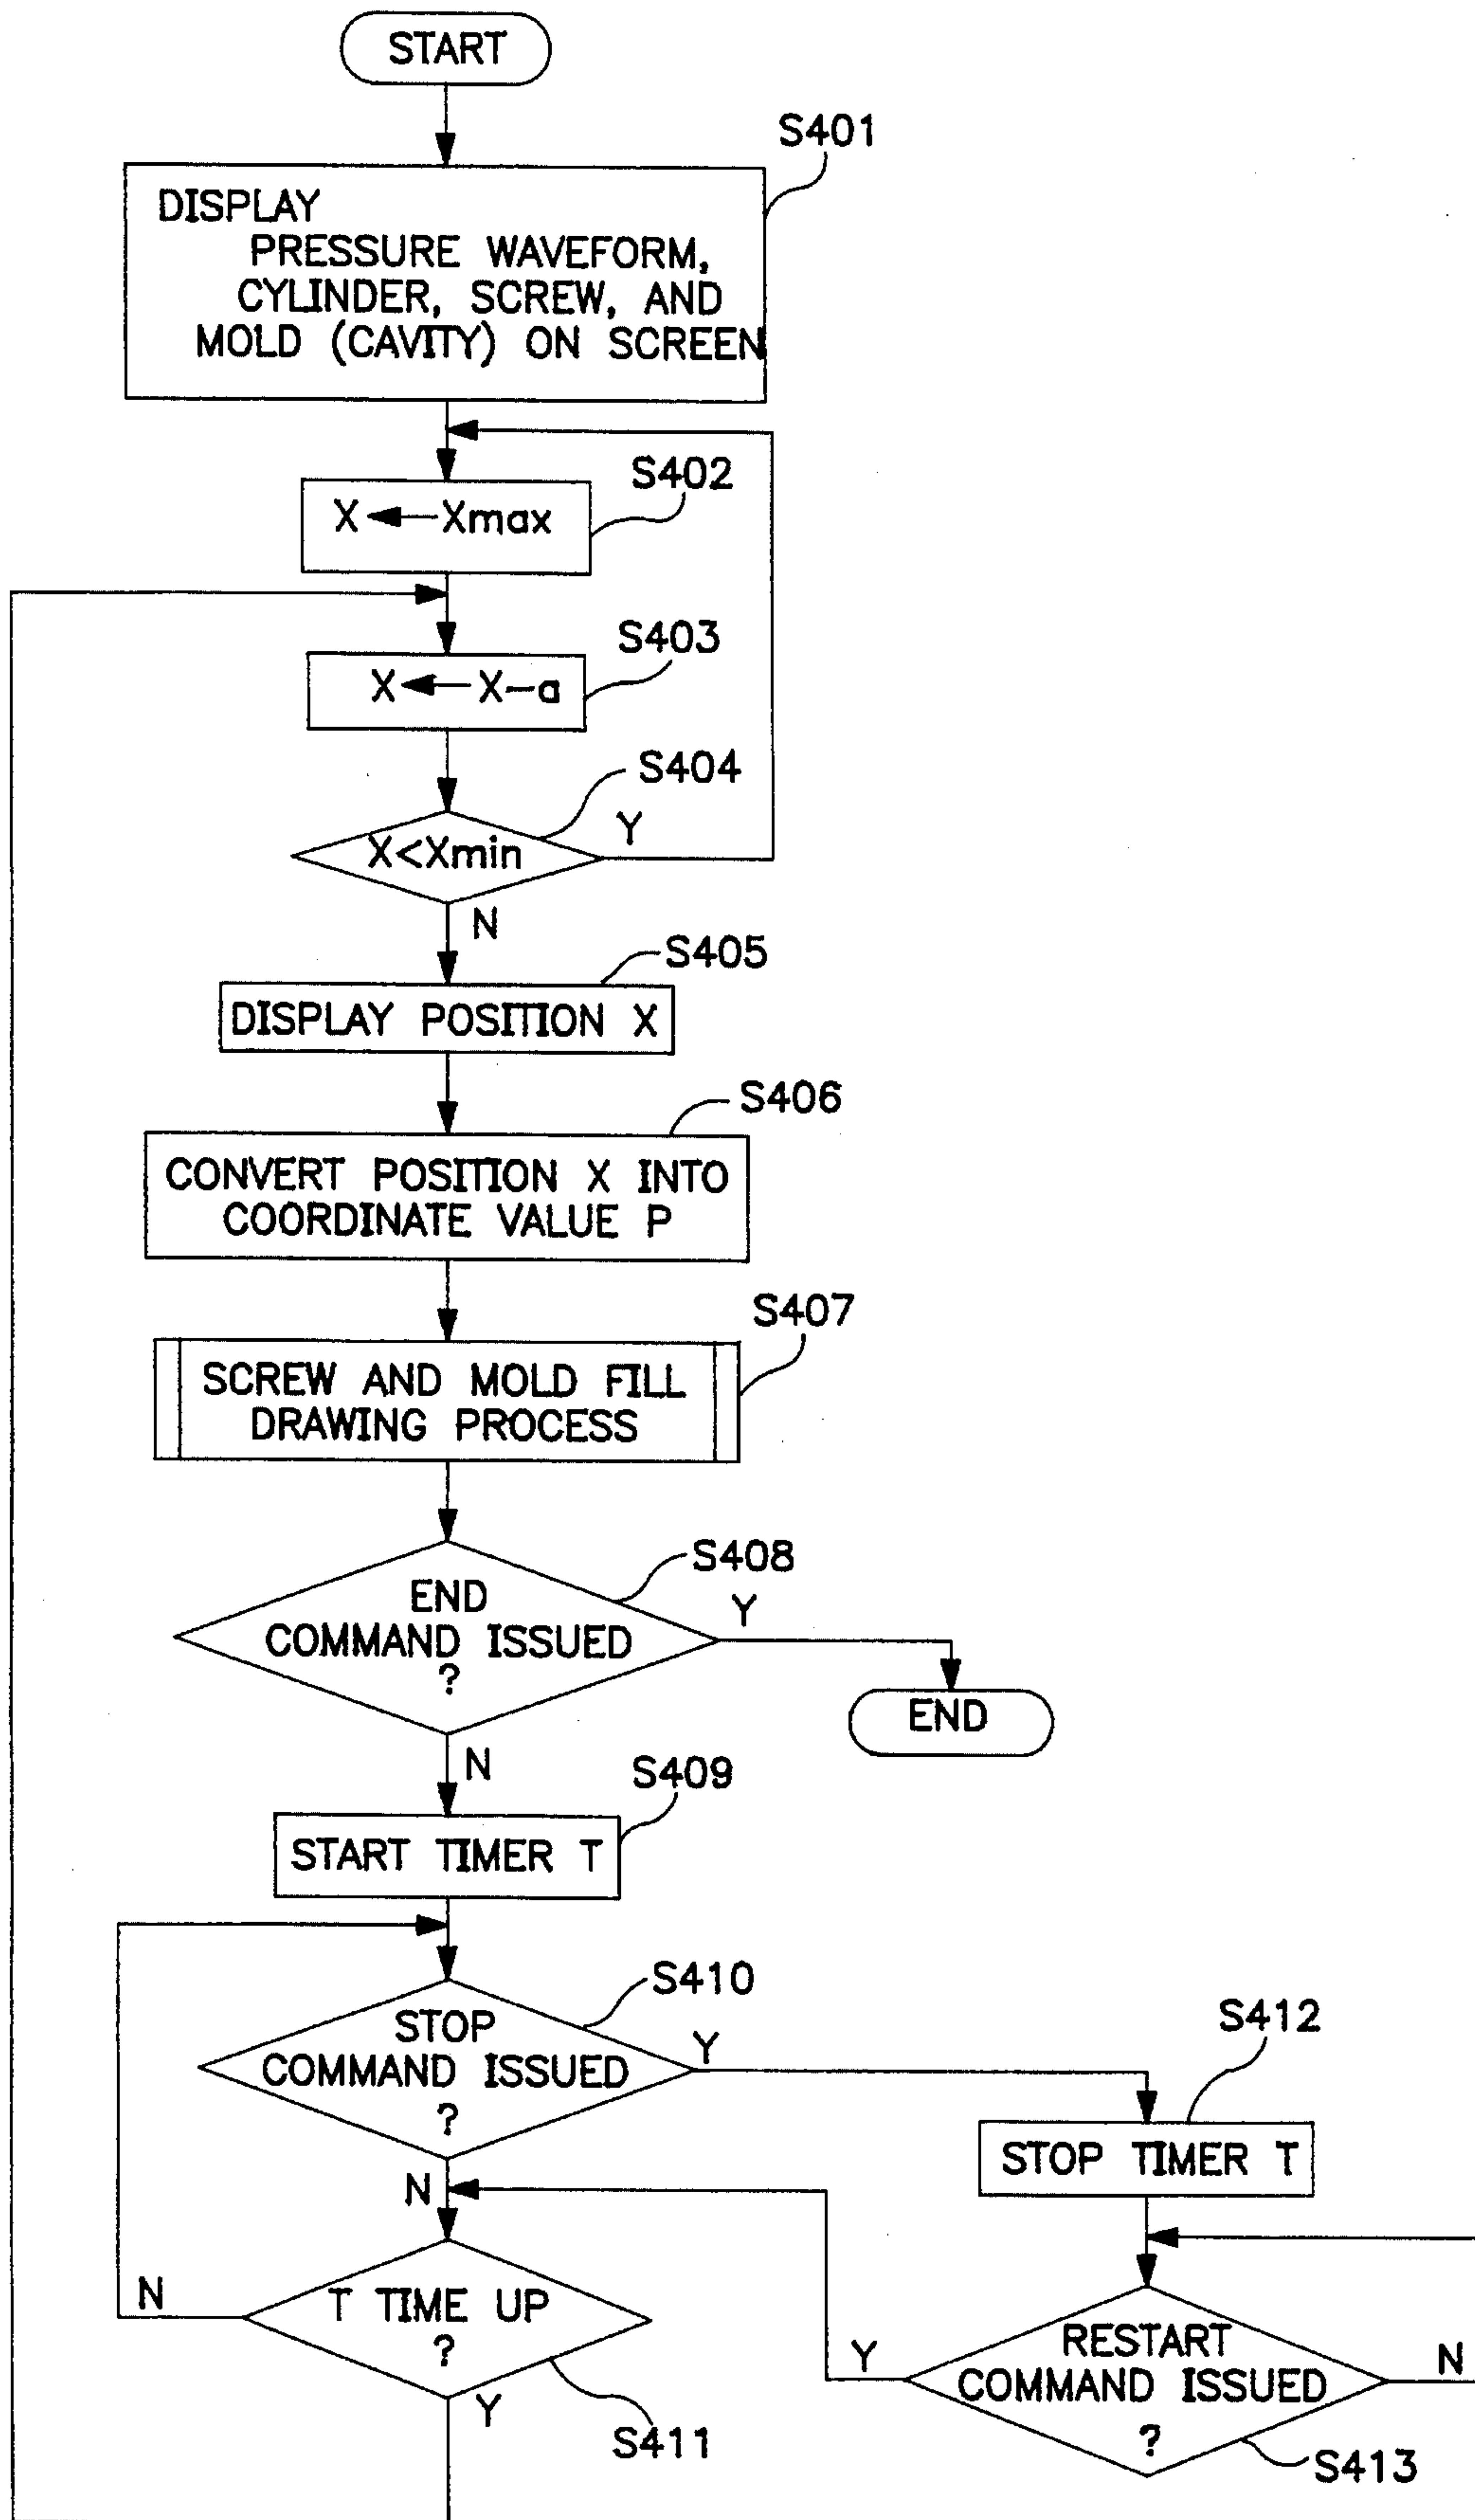 START
S401
DISPLAY
PRESSURE WAVEFORM,
CYLINDER, SCREW, AND
MOLD (CAVITY) ON SCREEN
S402
X ← Xmax
S403
X ← X-a
S404
X<Xmin
Y
N
S405
DISPLAY POSITION X
S406
CONVERT POSITION X INTO
COORDINATE VALUE P
S407
SCREW AND MOLD FILL
DRAWING PROCESS
S408
END
COMMAND ISSUED
?
Y
END
N
S409
START TIMER T
S410
STOP
COMMAND ISSUED
?
Y
S412
STOP TIMER T
N
T TIME UP
?
N
Y
S411
RESTART
COMMAND ISSUED
?
Y
N
S413